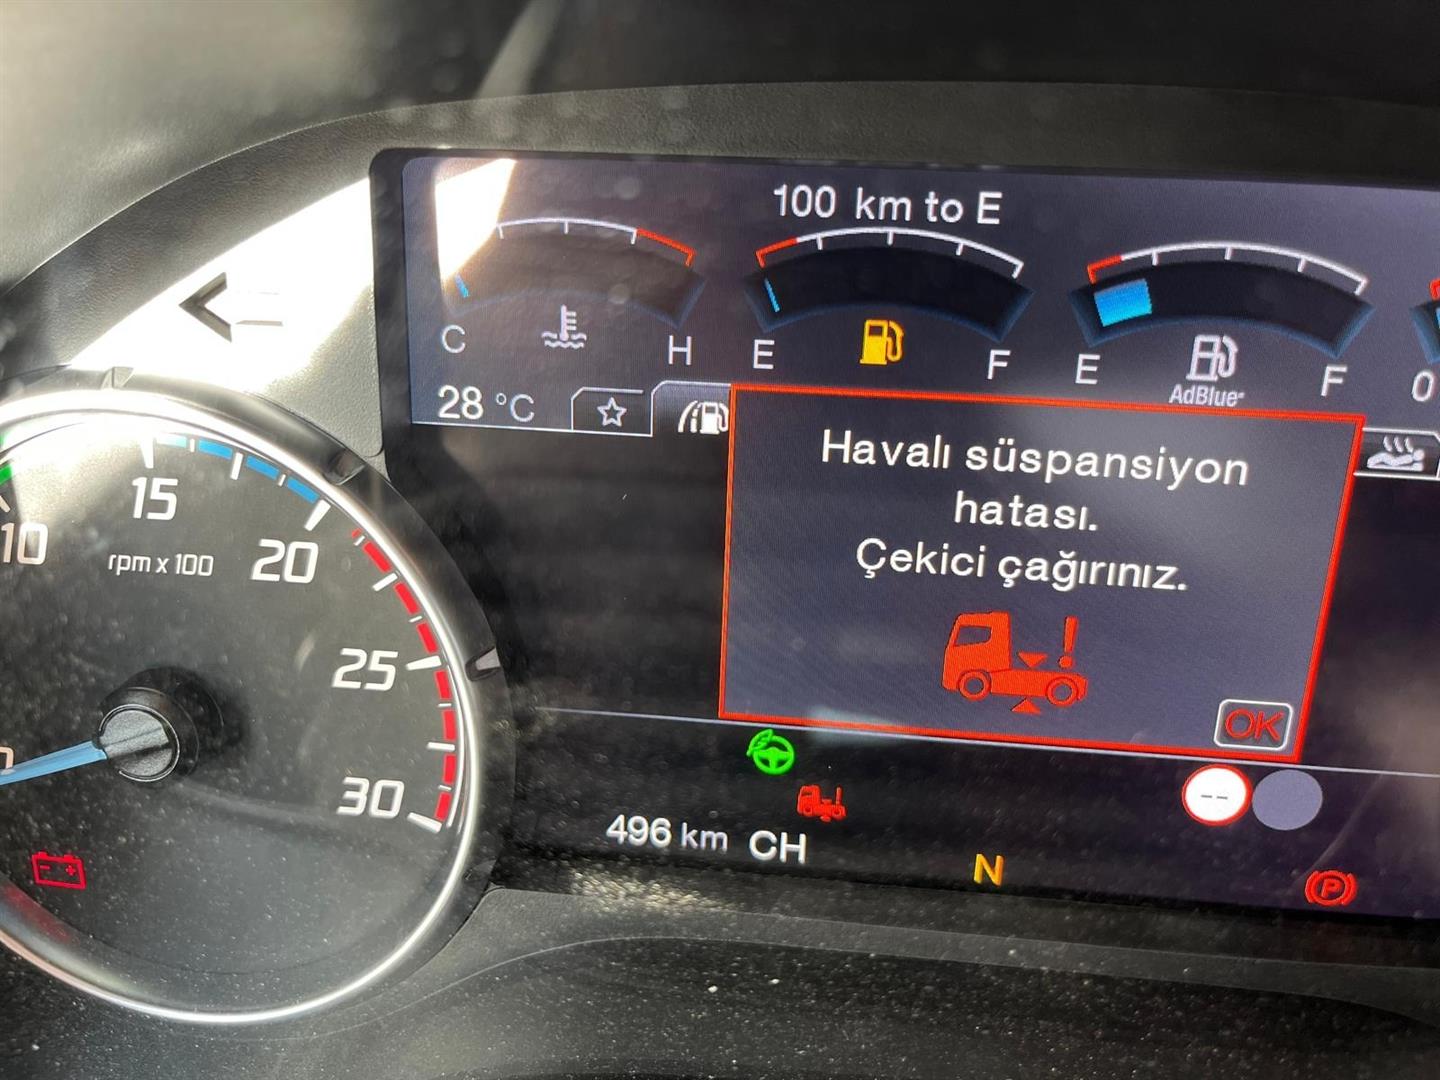 100 km to E
C H
E F
E F
AdBlue
0
28 °C
Havalı süspansiyon
hatası.
Çekici çağırınız.
OK
10 15 20 25 30
rpm x 100
--
496 km CH
N
P